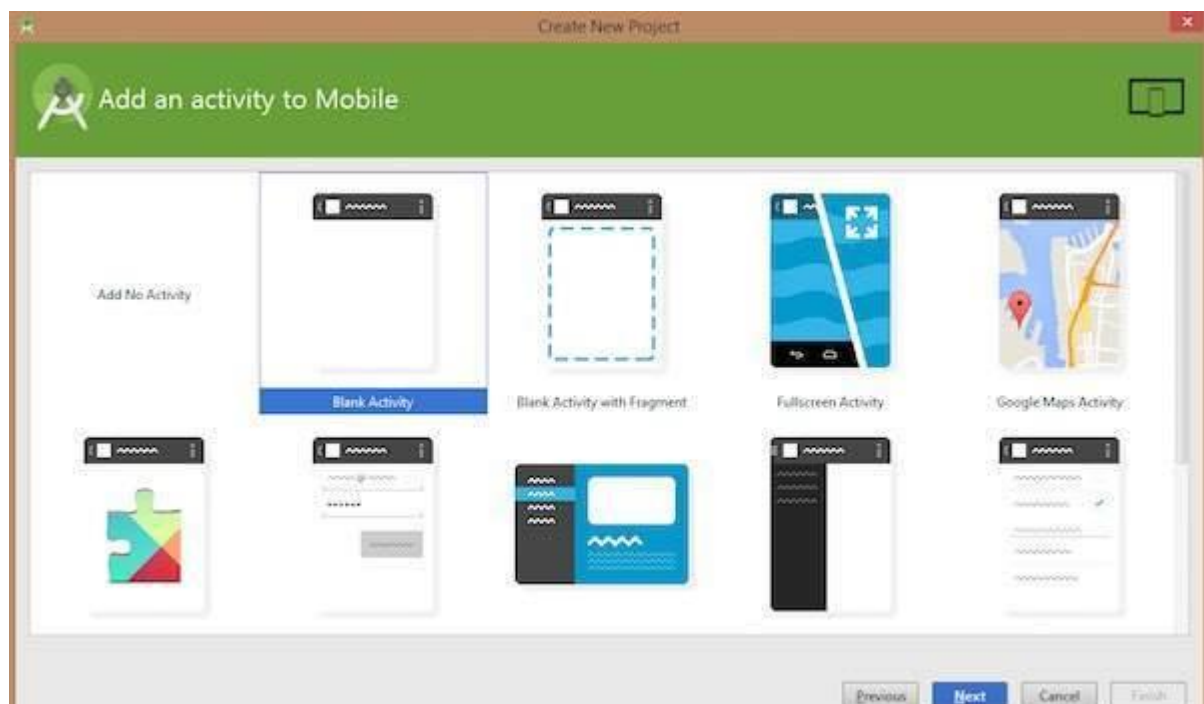 Create New Project
Add an activity to Mobile
Add No Activity
Blank Activity
Blank Activity with Fragment
Fullscreen Activity
Google Maps Activity
Previous
Next
Cancel
Finish